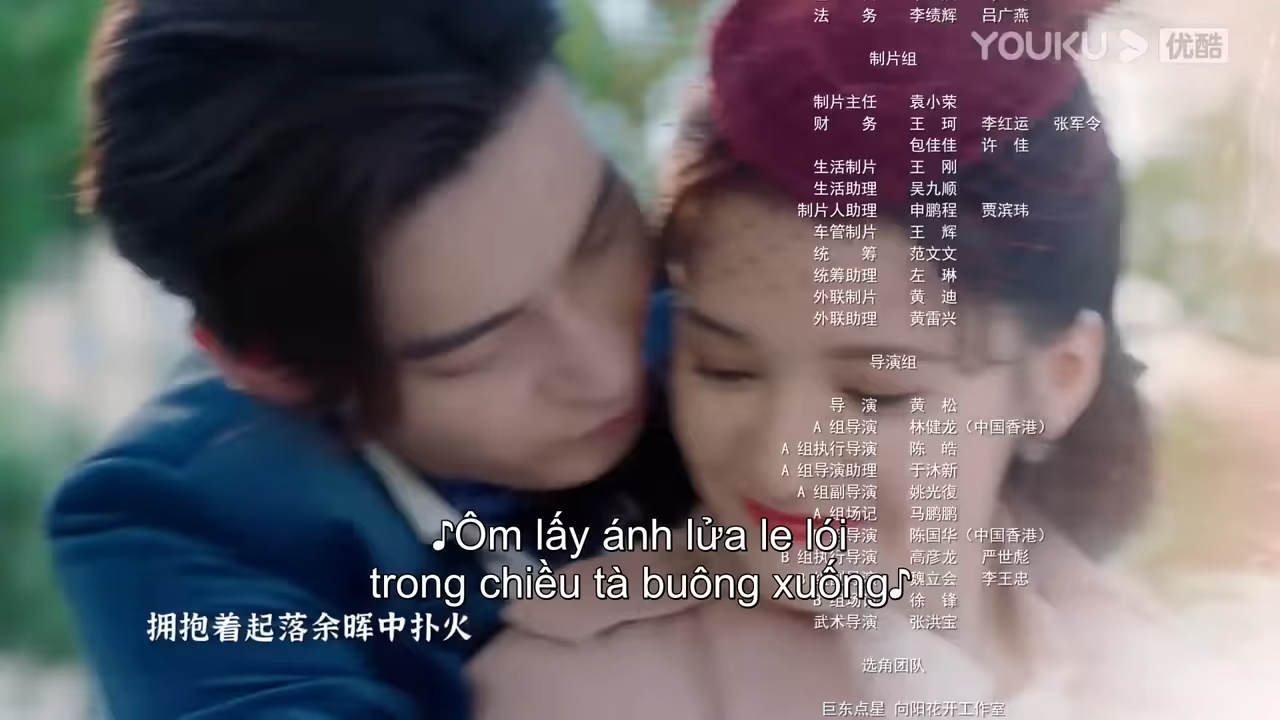 法 务 李绩辉 吕广燕
YOUKU 优酷
制片组
制片主任 袁小荣
财 务 王 珂 李红运 张军令
包佳佳 许 佳
生活制片 王 刚
生活助理 吴九顺
制片人助理 申鹏程 贾滨玮
车管制片 王 辉
统 筹 范文文
统筹助理 左 琳
外联制片 黄 迪
外联助理 黄雷兴
导演组
导 演 黄 松
A 组导演 林健龙（中国香港）
A 组执行导演 陈 皓
A 组导演助理 于沐新
A 组副导演 姚光復
A 组场记 马鹏鹏
导演 陈国华（中国香港）
B 组执行导演 高彦龙 严世彪
魏立会 李王忠
B 组场记 徐 锋
武术导演 张洪宝
选角团队
巨东点星 向阳花开工作室
♪Ôm lấy ánh lửa le lói
trong chiều tà buông xuống♪
拥抱着起落余晖中扑火